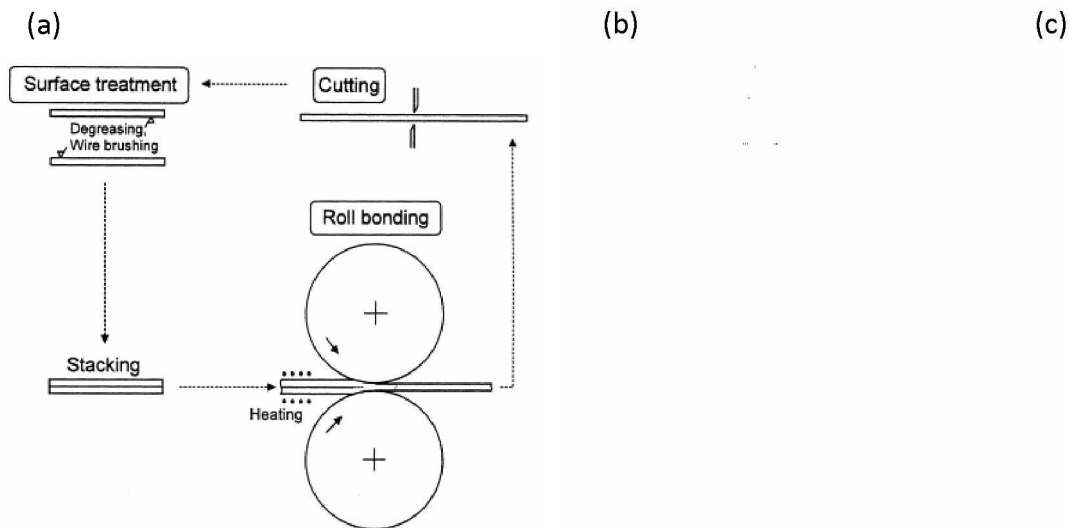 (a)
(b)
(c)
Surface treatment
Cutting
Degreasing,
Wire brushing
Roll bonding
Stacking
Heating